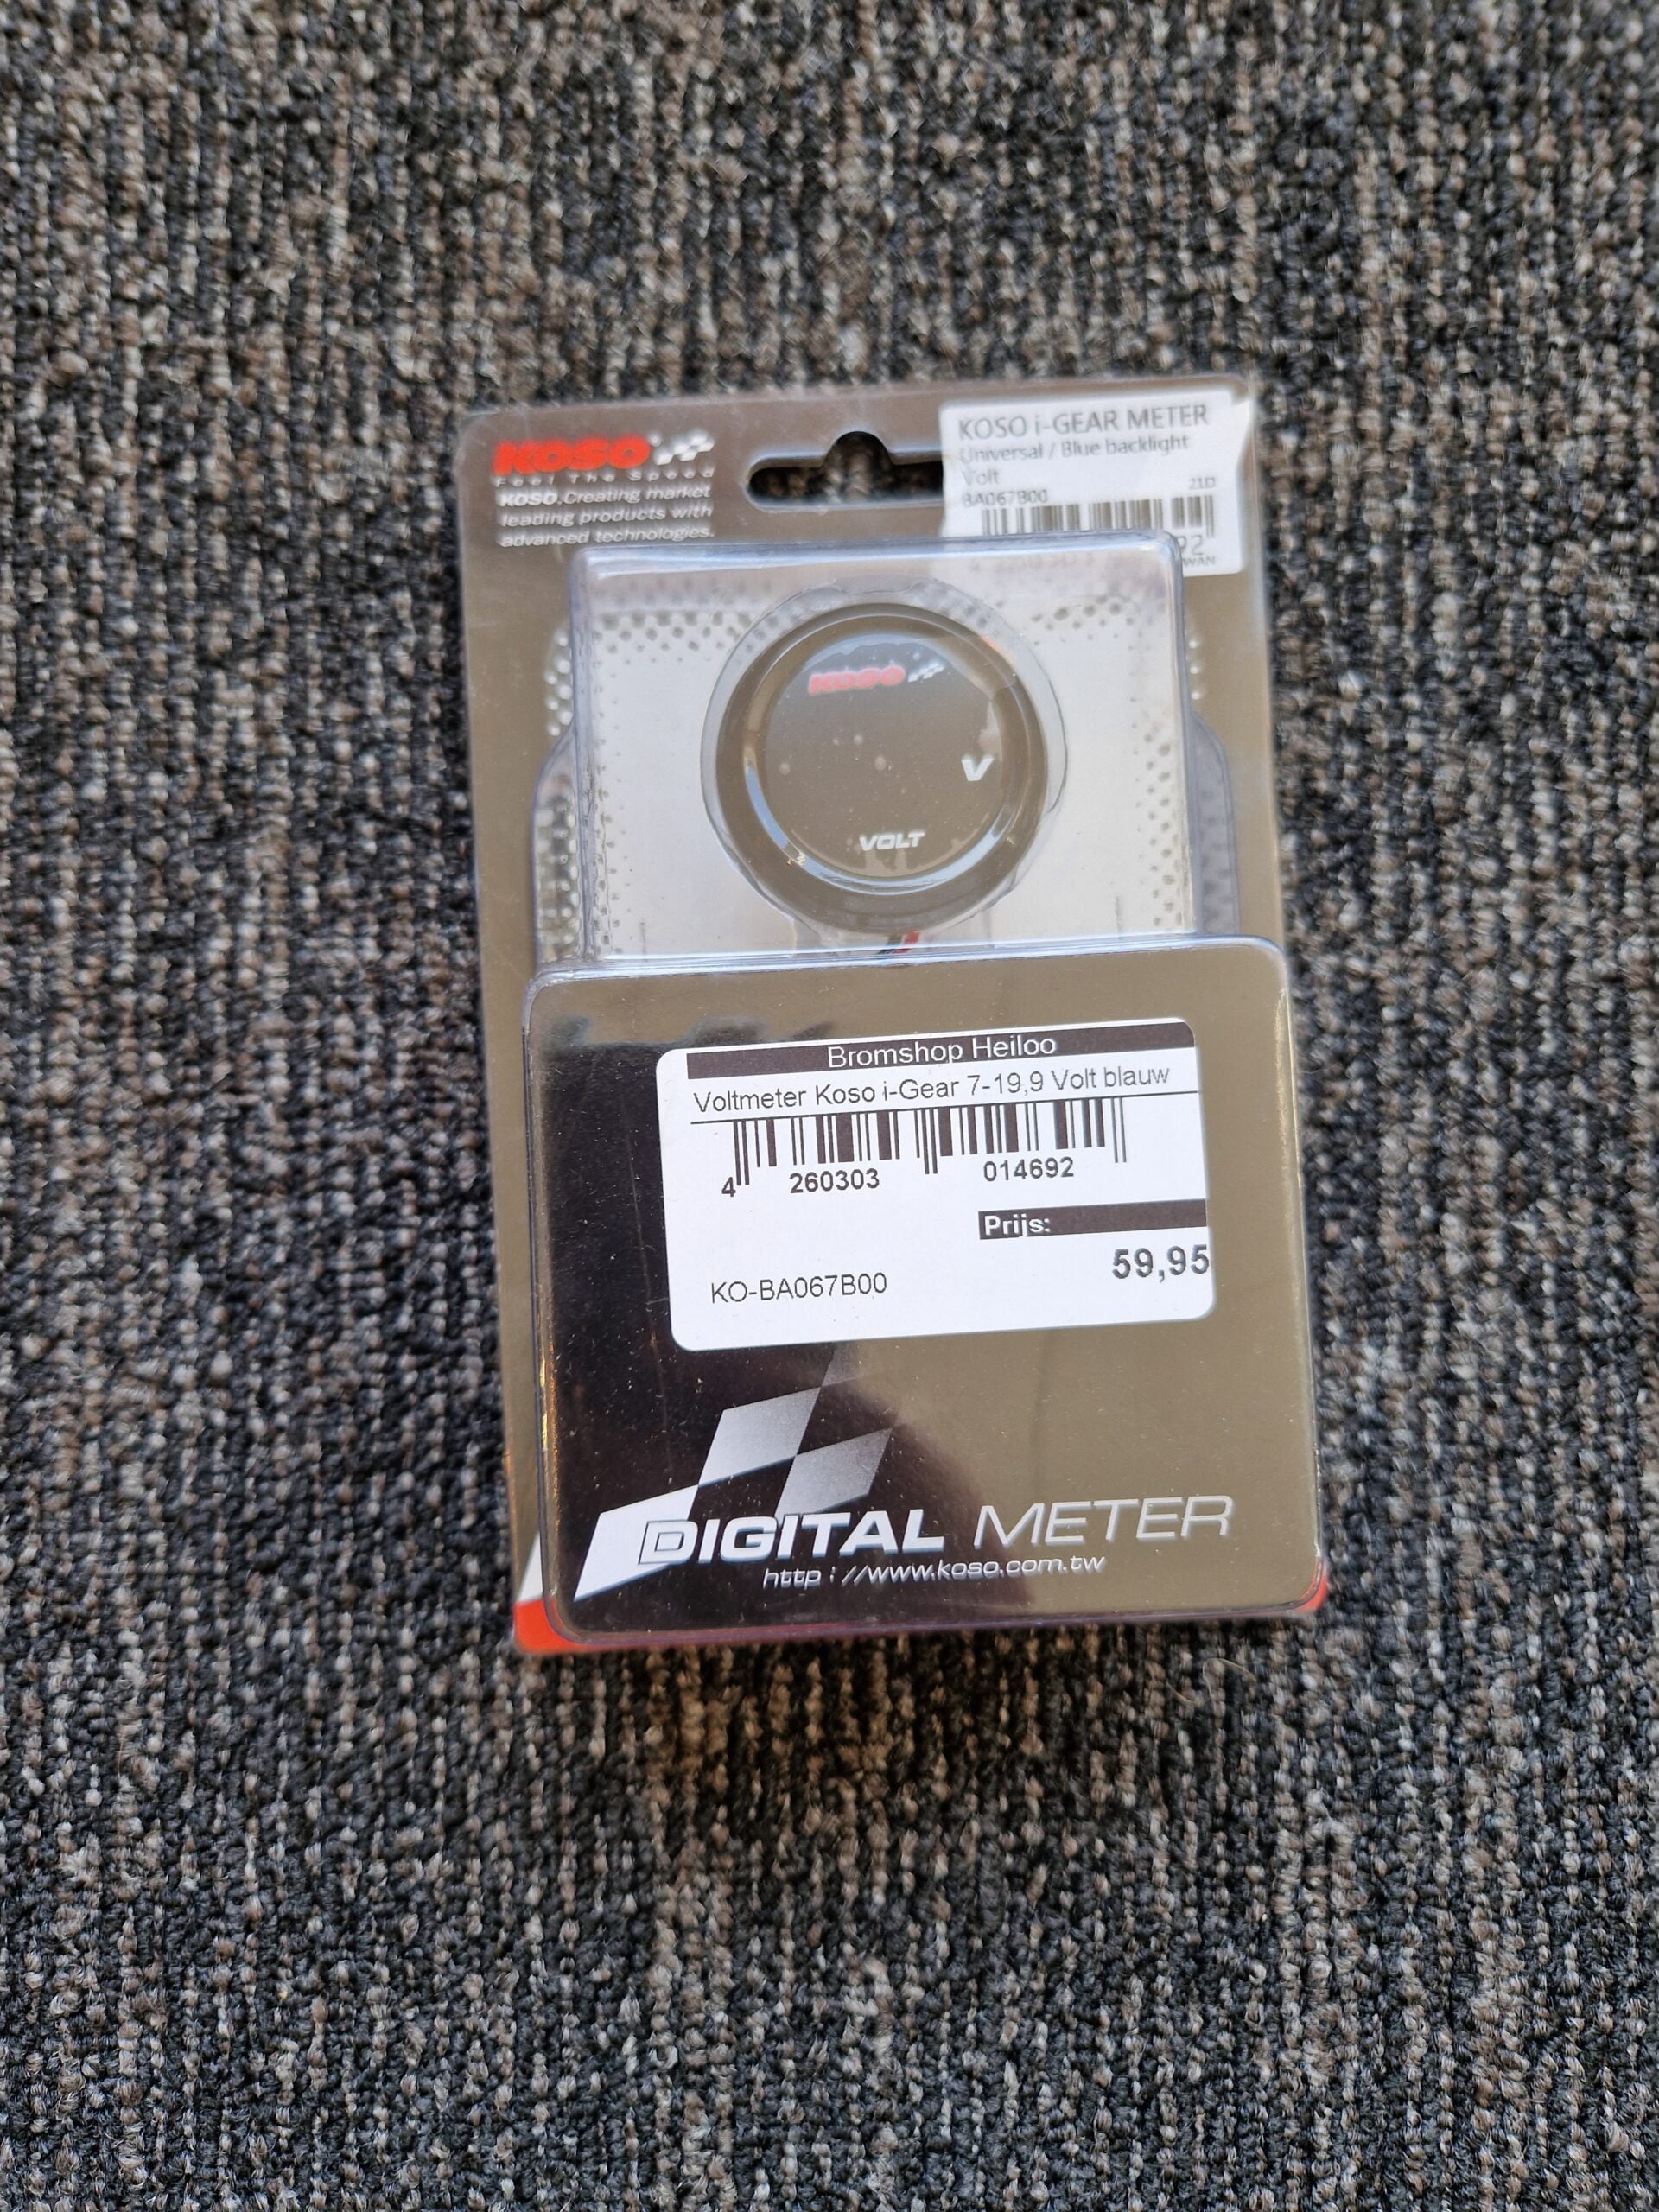 KOSO
Feel The Speed
KOSO,Creating market
leading products with
advanced technologies.
KOSO i-GEAR METER
Universal / Blue backlight
Volt
BA067B00
KOSO
V
VOLT
Bromshop Heiloo
Voltmeter Koso i-Gear 7-19,9 Volt blauw
4 260303 014692
Prijs:
59,95
KO-BA067B00
DIGITAL METER
http://www.koso.com.tw